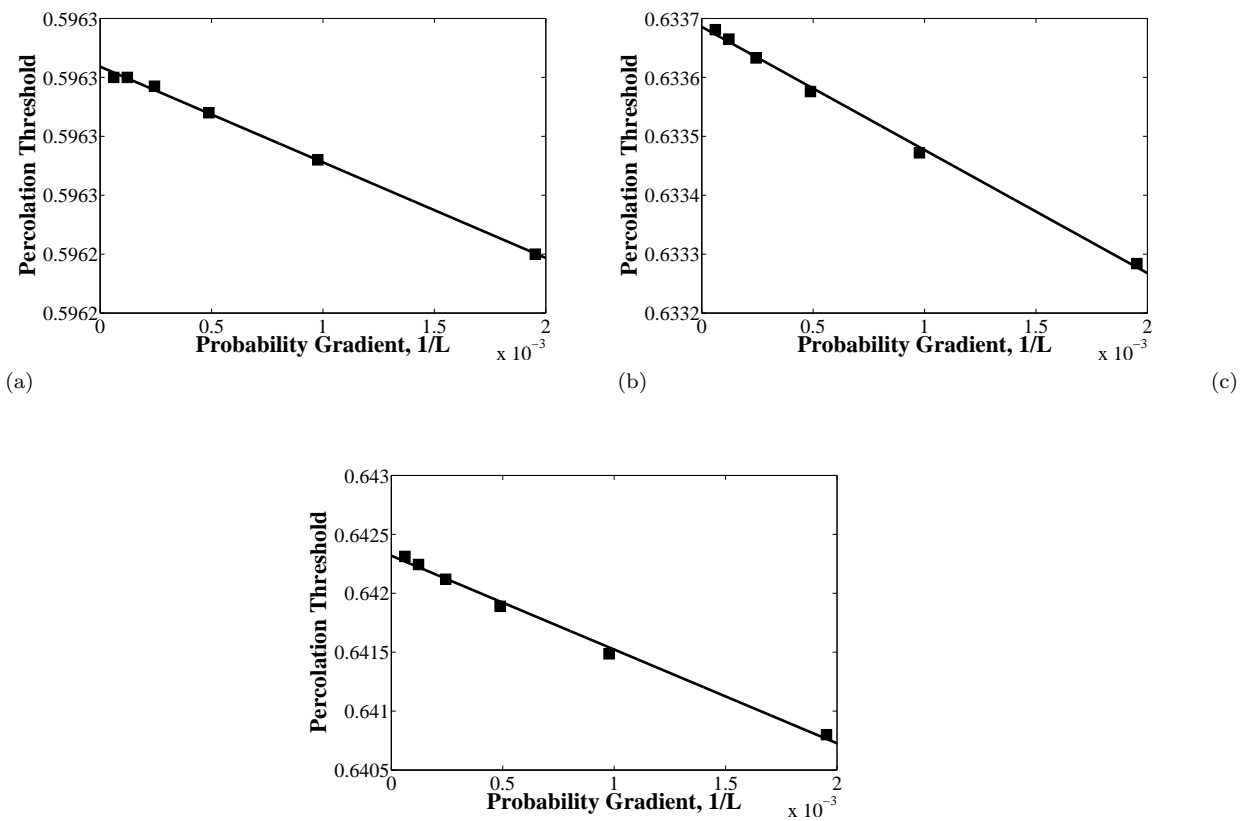 0.5963
0.5963
0.5963
0.5963
0.5962
0.5962
Percolation Threshold
0 0.5 1 1.5 2
Probability Gradient, 1/L
x 10⁻³
(a)
0.6337
0.6336
0.6335
0.6334
0.6333
0.6332
Percolation Threshold
0 0.5 1 1.5 2
Probability Gradient, 1/L
x 10⁻³
(b)
(c)
0.643
0.6425
0.642
0.6415
0.641
0.6405
Percolation Threshold
0 0.5 1 1.5 2
Probability Gradient, 1/L
x 10⁻³